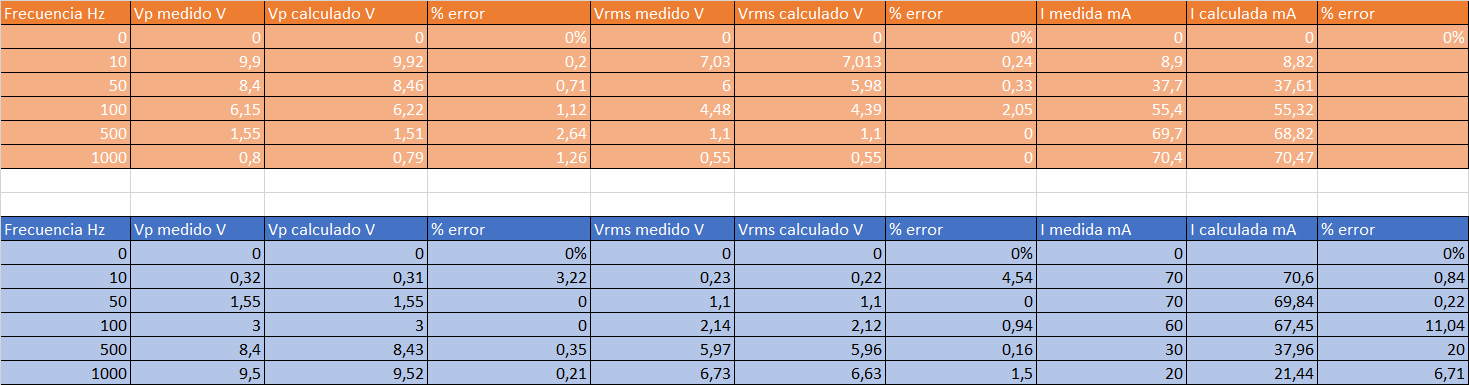 Frecuencia Hz Vp medido V Vp calculado V % error Vrms medido V Vrms calculado V % error I medida mA I calculada mA % error
0 0 0 0% 0 0 0% 0 0 0%
10 9,9 9,92 0,2 7,03 7,013 0,24 8,9 8,82
50 8,4 8,46 0,71 6 5,98 0,33 37,7 37,61
100 6,15 6,22 1,12 4,48 4,39 2,05 55,4 55,32
500 1,55 1,51 2,64 1,1 1,1 0 69,7 68,82
1000 0,8 0,79 1,26 0,55 0,55 0 70,4 70,47
Frecuencia Hz Vp medido V Vp calculado V % error Vrms medido V Vrms calculado V % error I medida mA I calculada mA % error
0 0 0 0% 0 0 0% 0 0%
10 0,32 0,31 3,22 0,23 0,22 4,54 70 70,6 0,84
50 1,55 1,55 0 1,1 1,1 0 70 69,84 0,22
100 3 3 0 2,14 2,12 0,94 60 67,45 11,04
500 8,4 8,43 0,35 5,97 5,96 0,16 30 37,96 20
1000 9,5 9,52 0,21 6,73 6,63 1,5 20 21,44 6,71